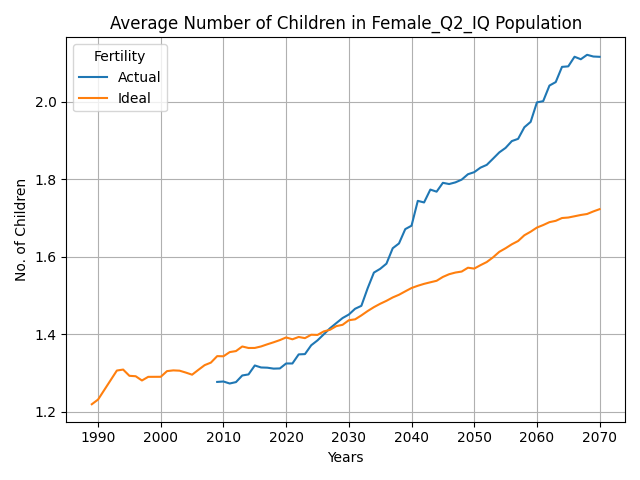 Average Number of Children in Female_Q2_IQ Population
Fertility
Actual
Ideal
No. of Children
2.0
1.8
1.6
1.4
1.2
1990 2000 2010 2020 2030 2040 2050 2060 2070
Years